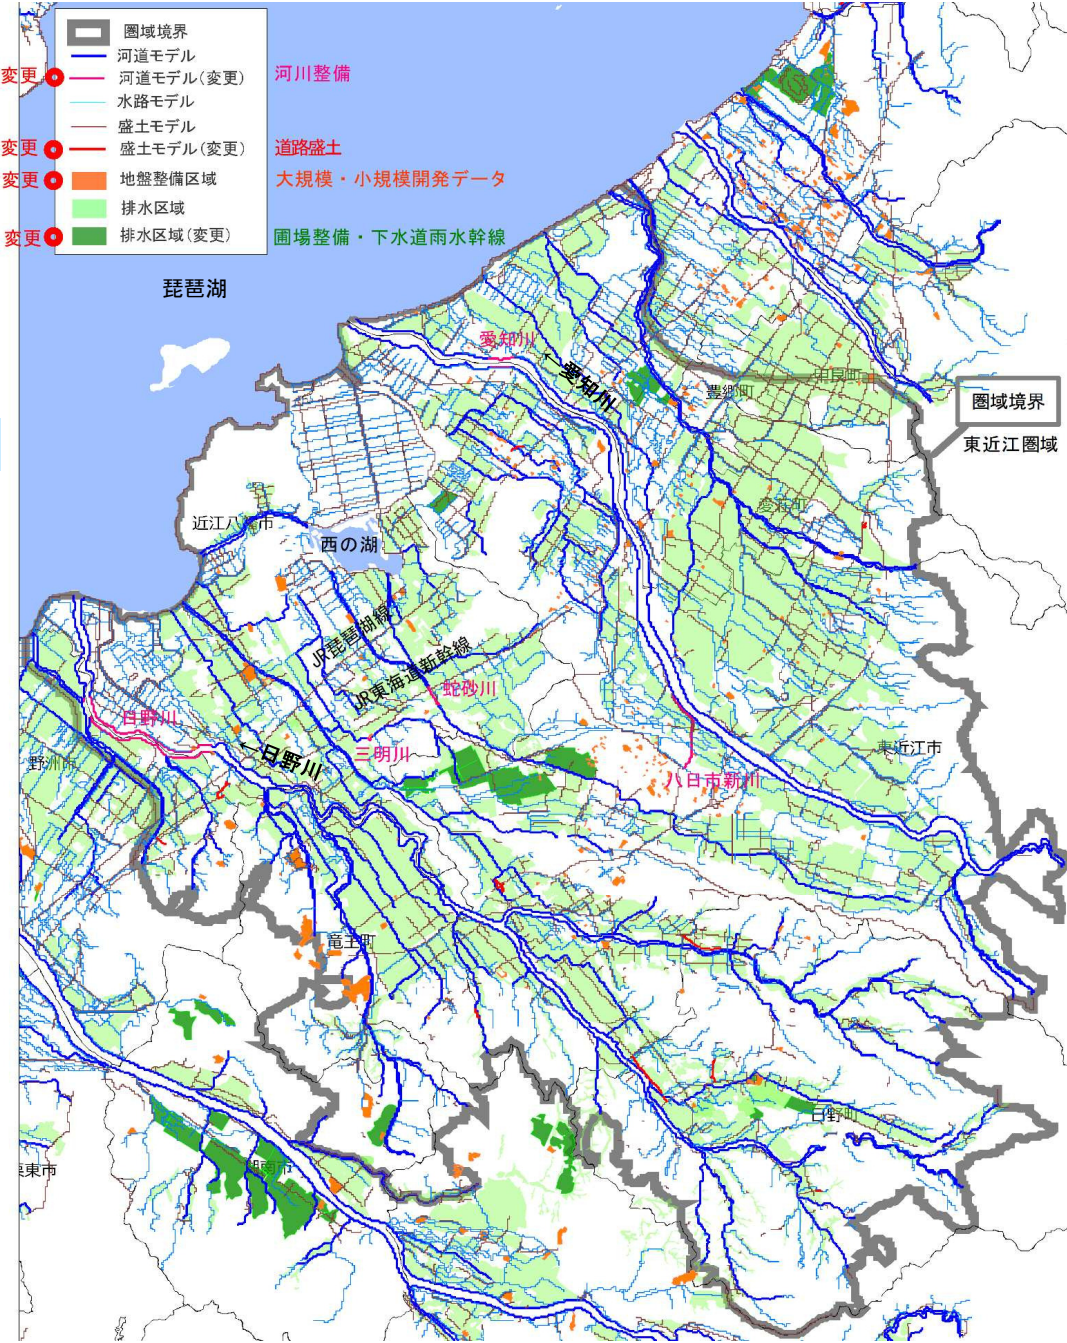 圏域境界
河道モデル
変更 河道モデル(変更) 河川整備
水路モデル
盛土モデル
変更 盛土モデル(変更) 道路盛土
変更 地盤整備区域 大規模・小規模開発データ
排水区域
変更 排水区域(変更) 圃場整備・下水道雨水幹線
琵琶湖
愛知川
←愛知川
豊郷町
甲良町
圏域境界
東近江圏域
愛荘町
近江八幡市
西の湖
JR琵琶湖線
JR東海道新幹線
蛇砂川
日野川
←日野川
三明川
野洲市
東近江市
八日市新川
竜王町
日野町
湖南市
栗東市